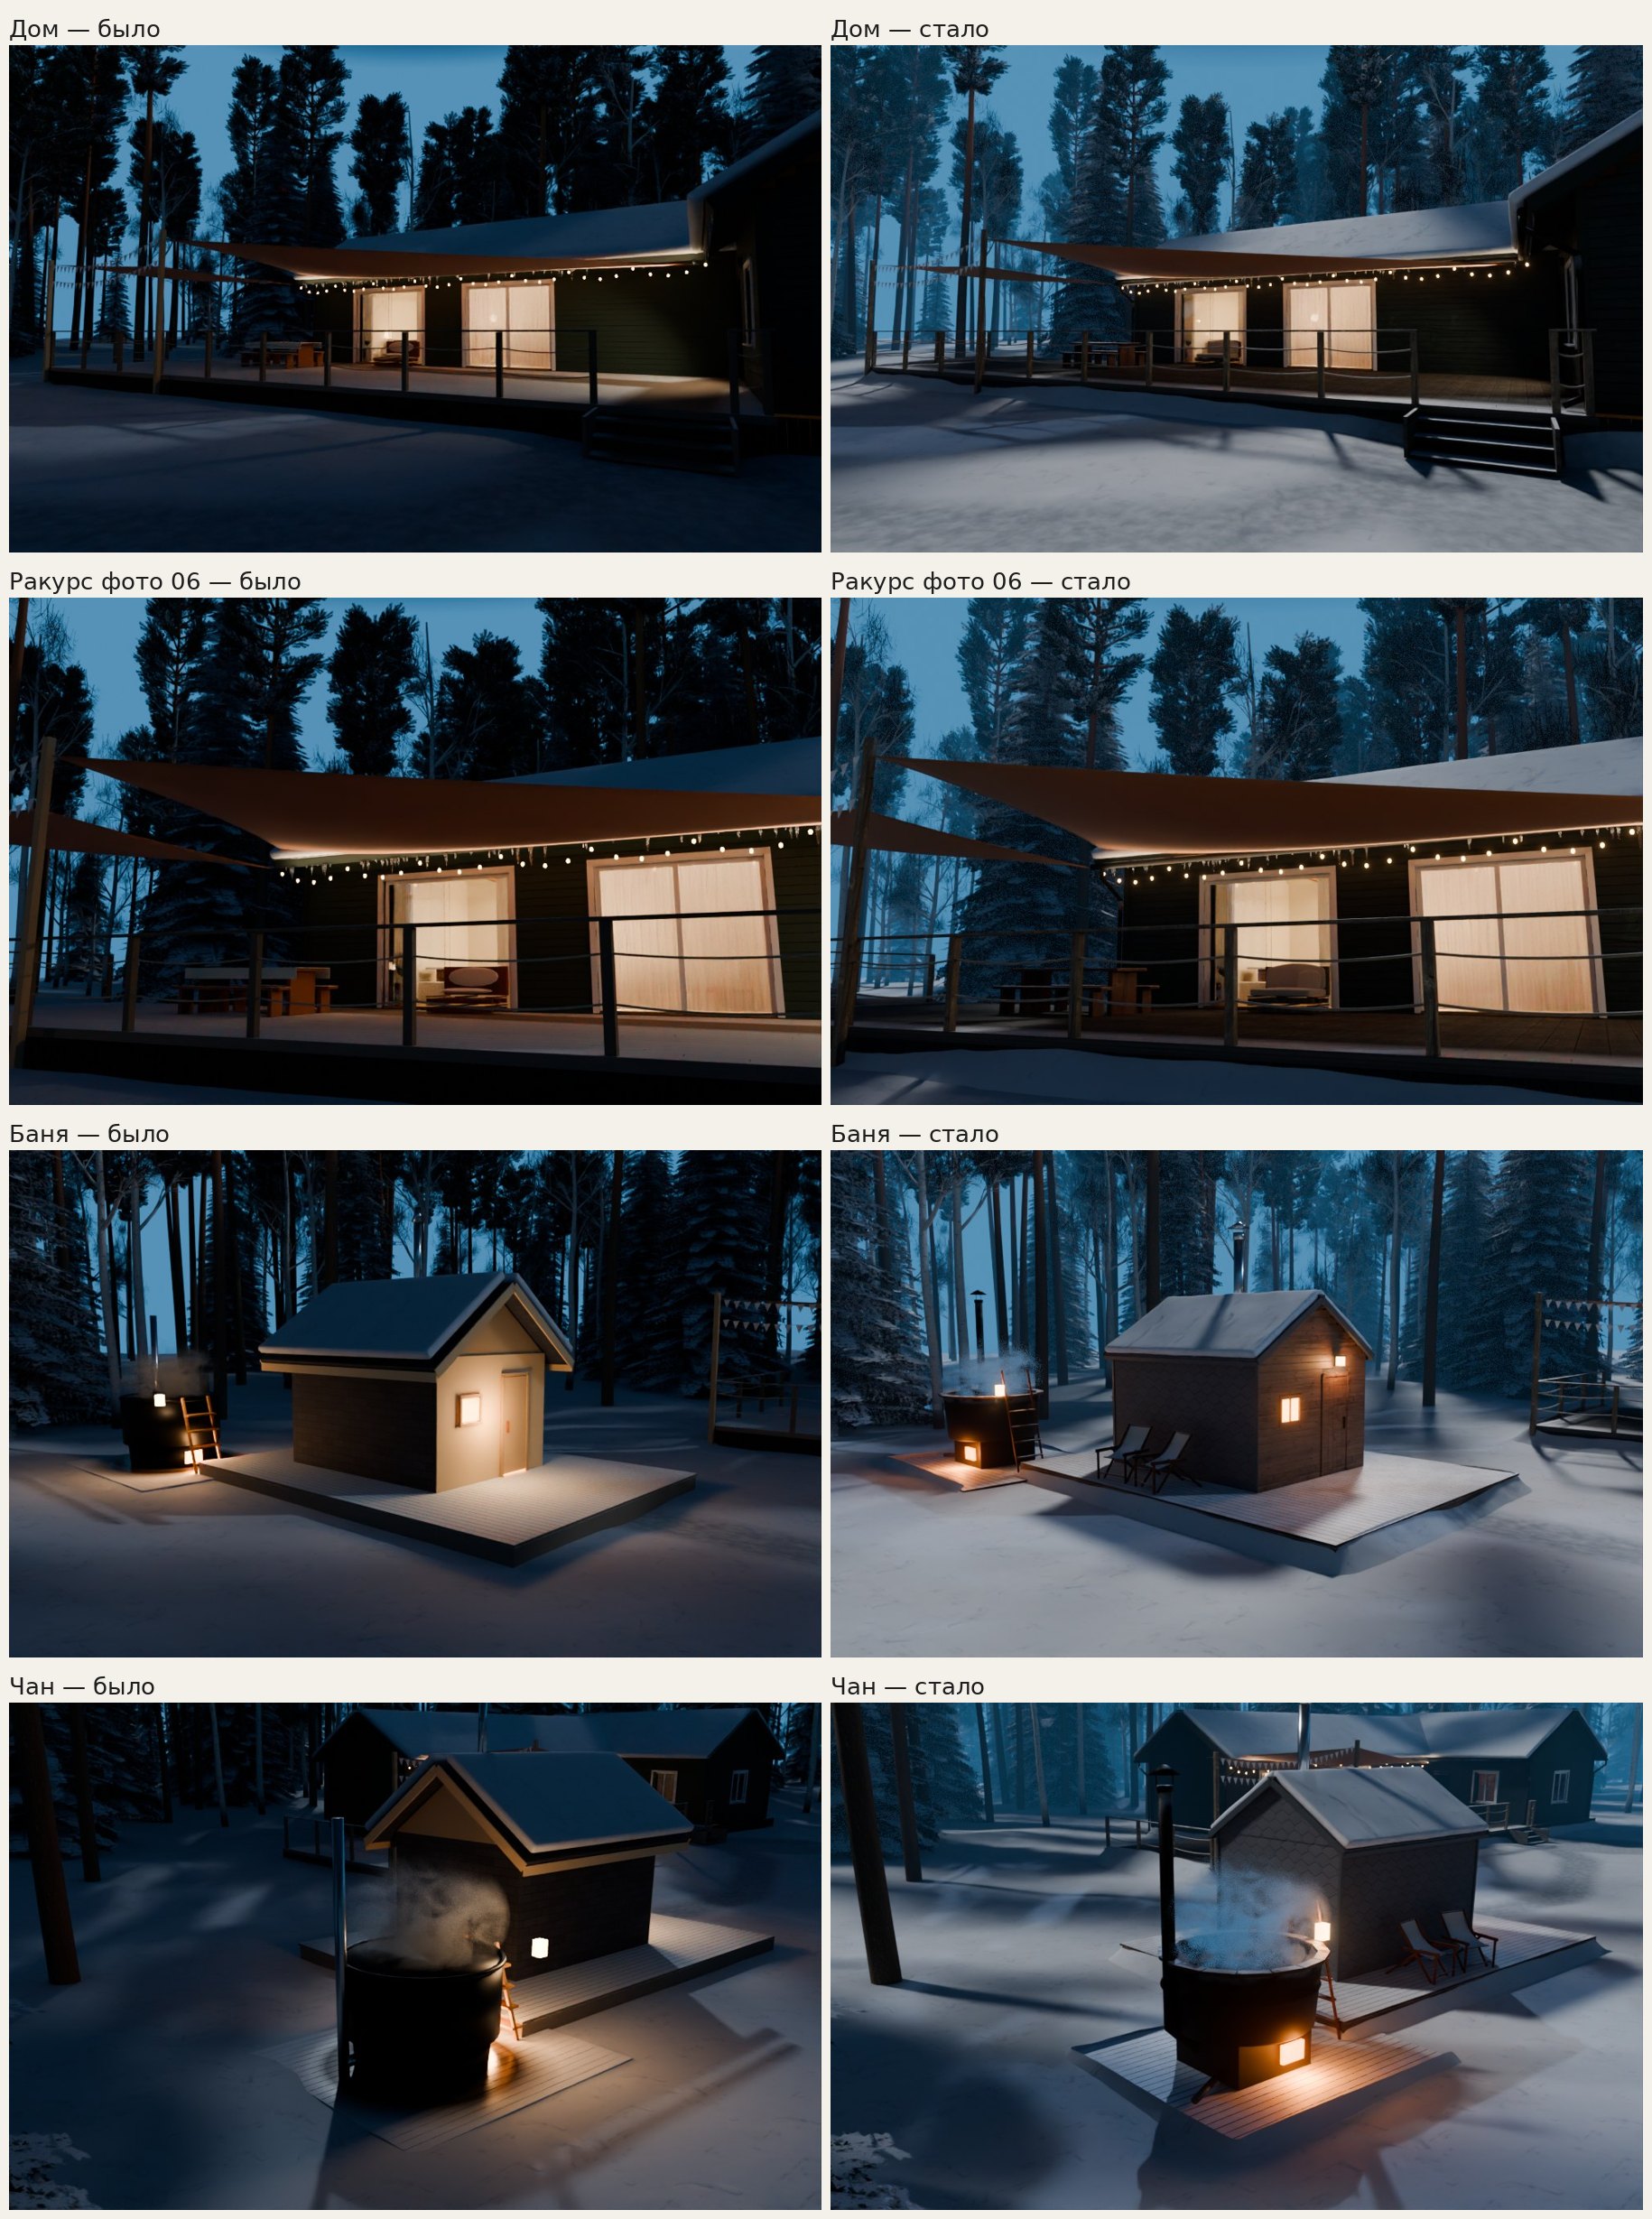 Дом — было
Дом — стало
Ракурс фото 06 — было
Ракурс фото 06 — стало
Баня — было
Баня — стало
Чан — было
Чан — стало